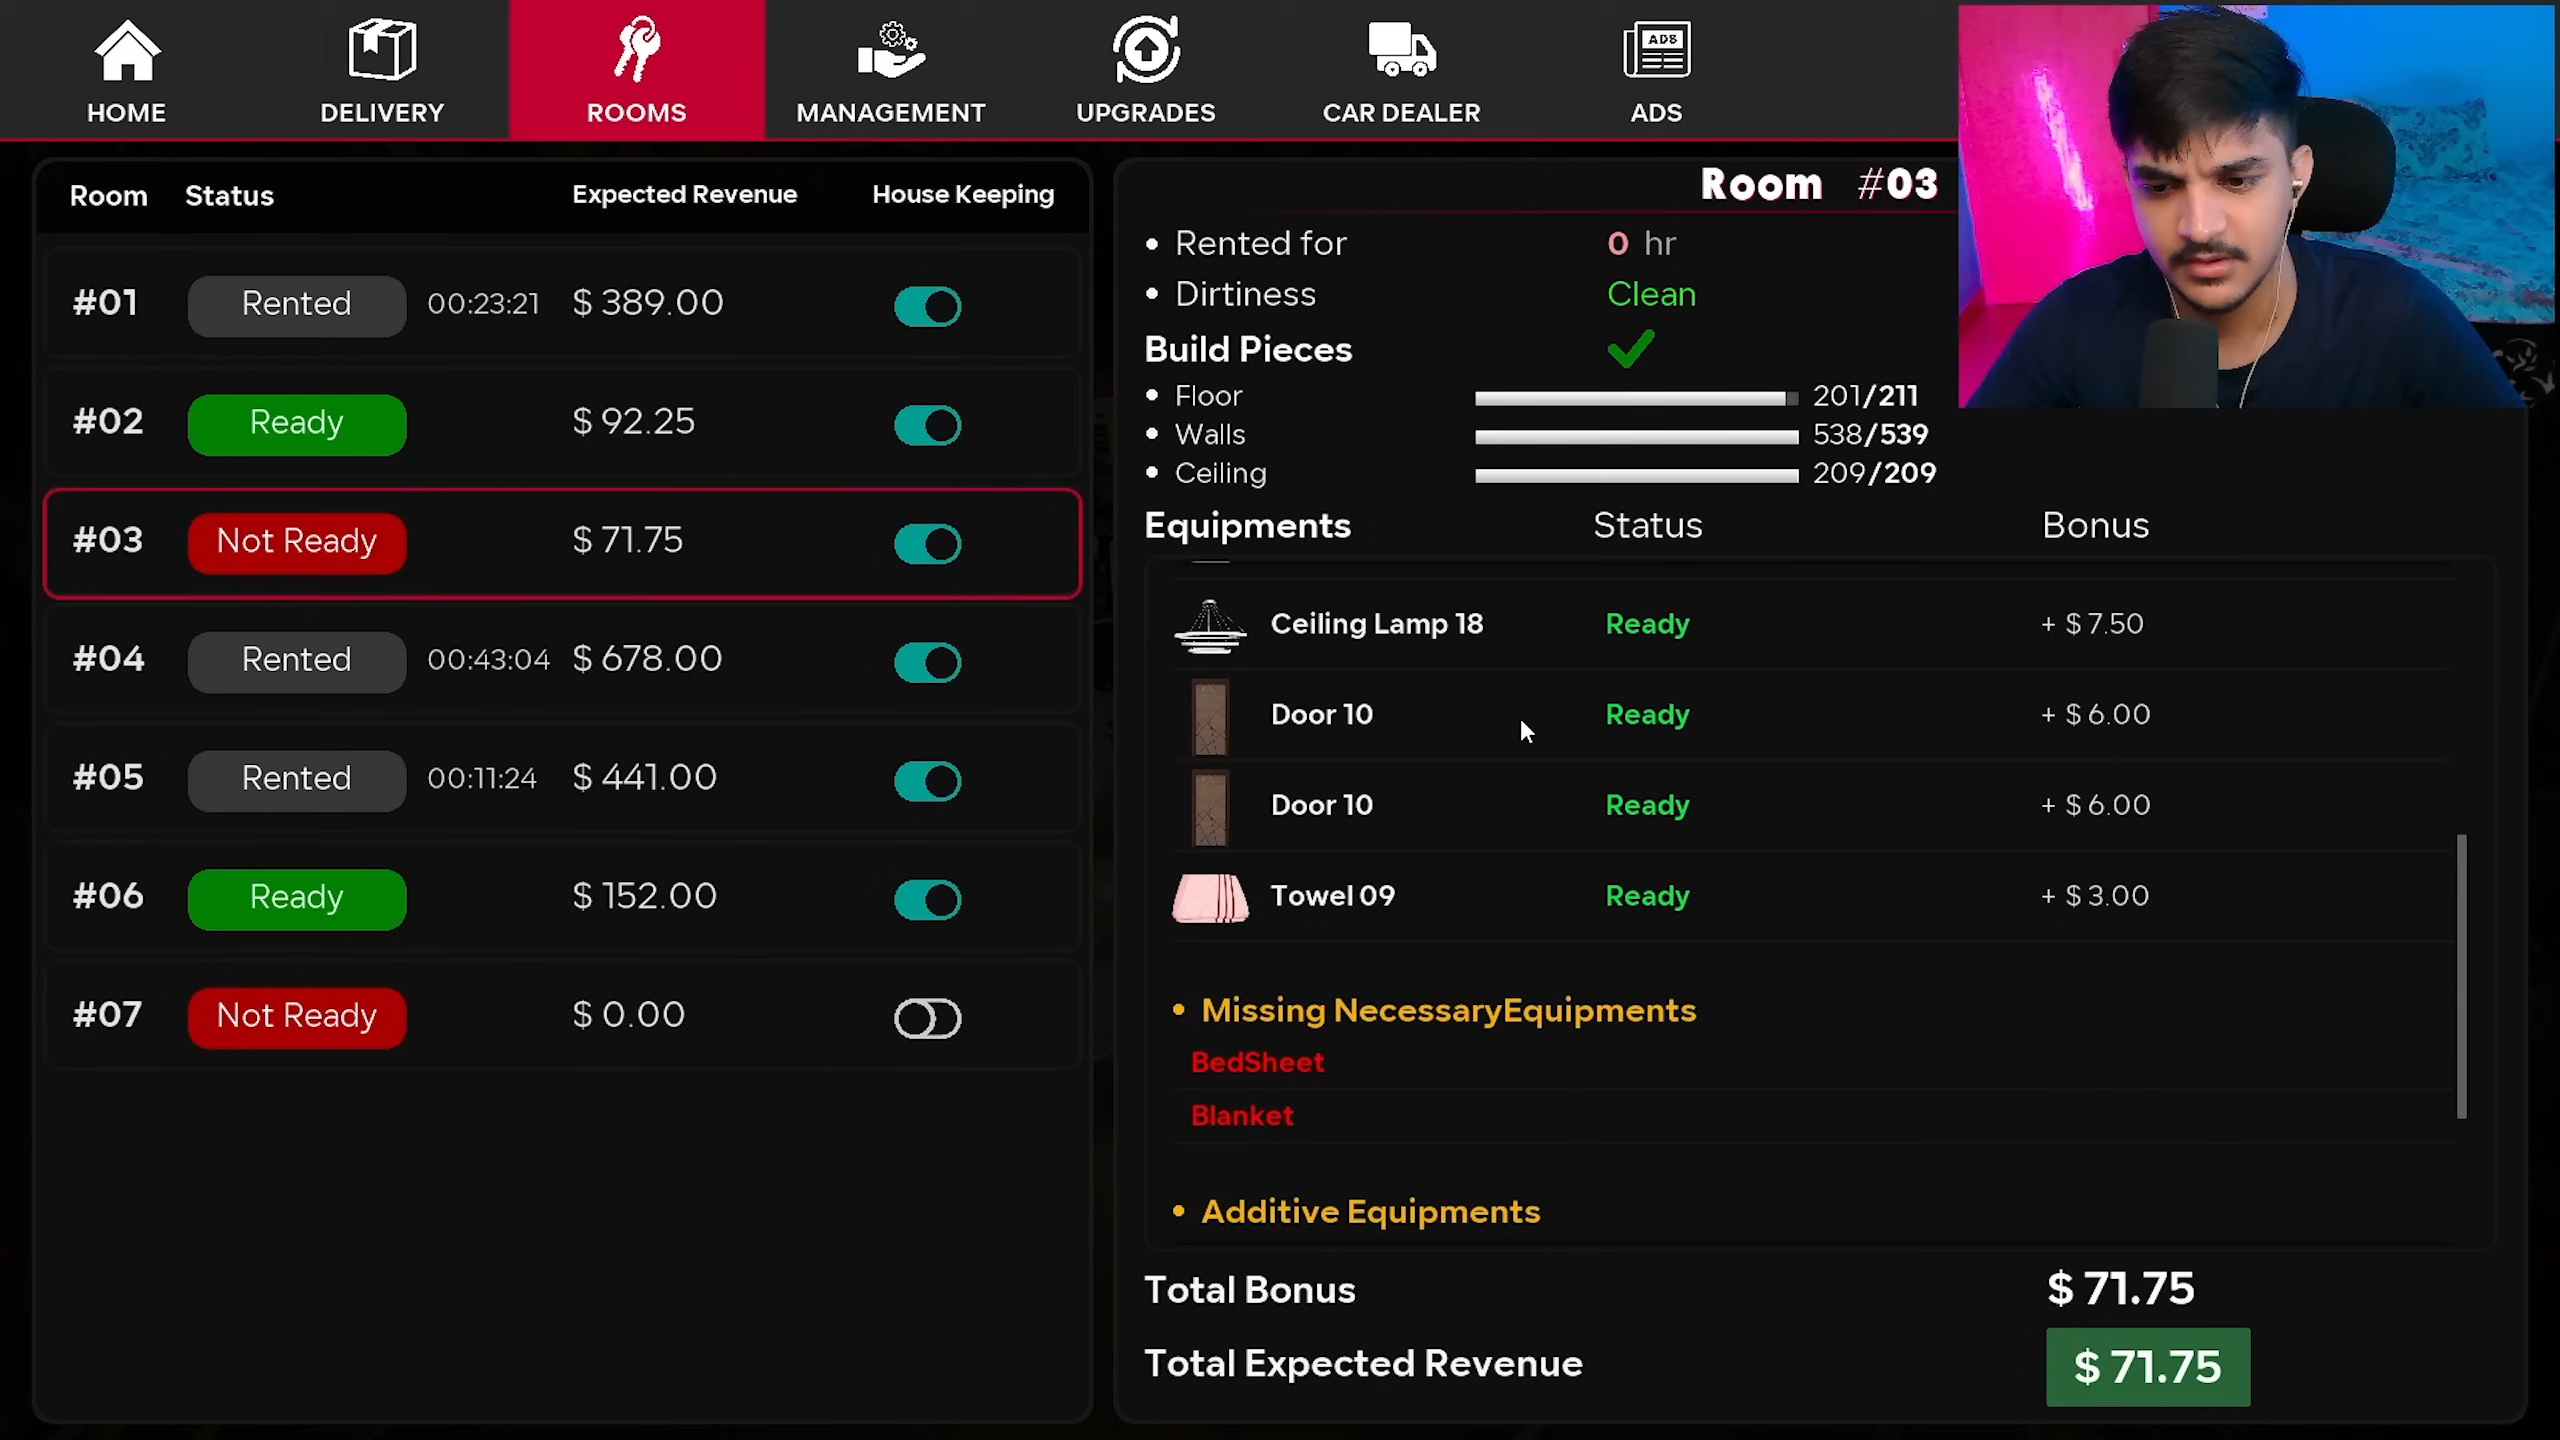 HOME
DELIVERY
ROOMS
MANAGEMENT
UPGRADES
CAR DEALER
ADS
ADS
Room Status Expected Revenue House Keeping
#01 Rented 00:23:21 $ 389.00
#02 Ready $ 92.25
#03 Not Ready $ 71.75
#04 Rented 00:43:04 $ 678.00
#05 Rented 00:11:24 $ 441.00
#06 Ready $ 152.00
#07 Not Ready $ 0.00
Room #03
• Rented for 0 hr
• Dirtiness Clean
Build Pieces
• Floor 201/211
• Walls 538/539
• Ceiling 209/209
Equipments Status Bonus
Ceiling Lamp 18 Ready + $ 7.50
Door 10 Ready + $ 6.00
Door 10 Ready + $ 6.00
Towel 09 Ready + $ 3.00
• Missing NecessaryEquipments
BedSheet
Blanket
• Additive Equipments
Total Bonus $ 71.75
Total Expected Revenue $ 71.75